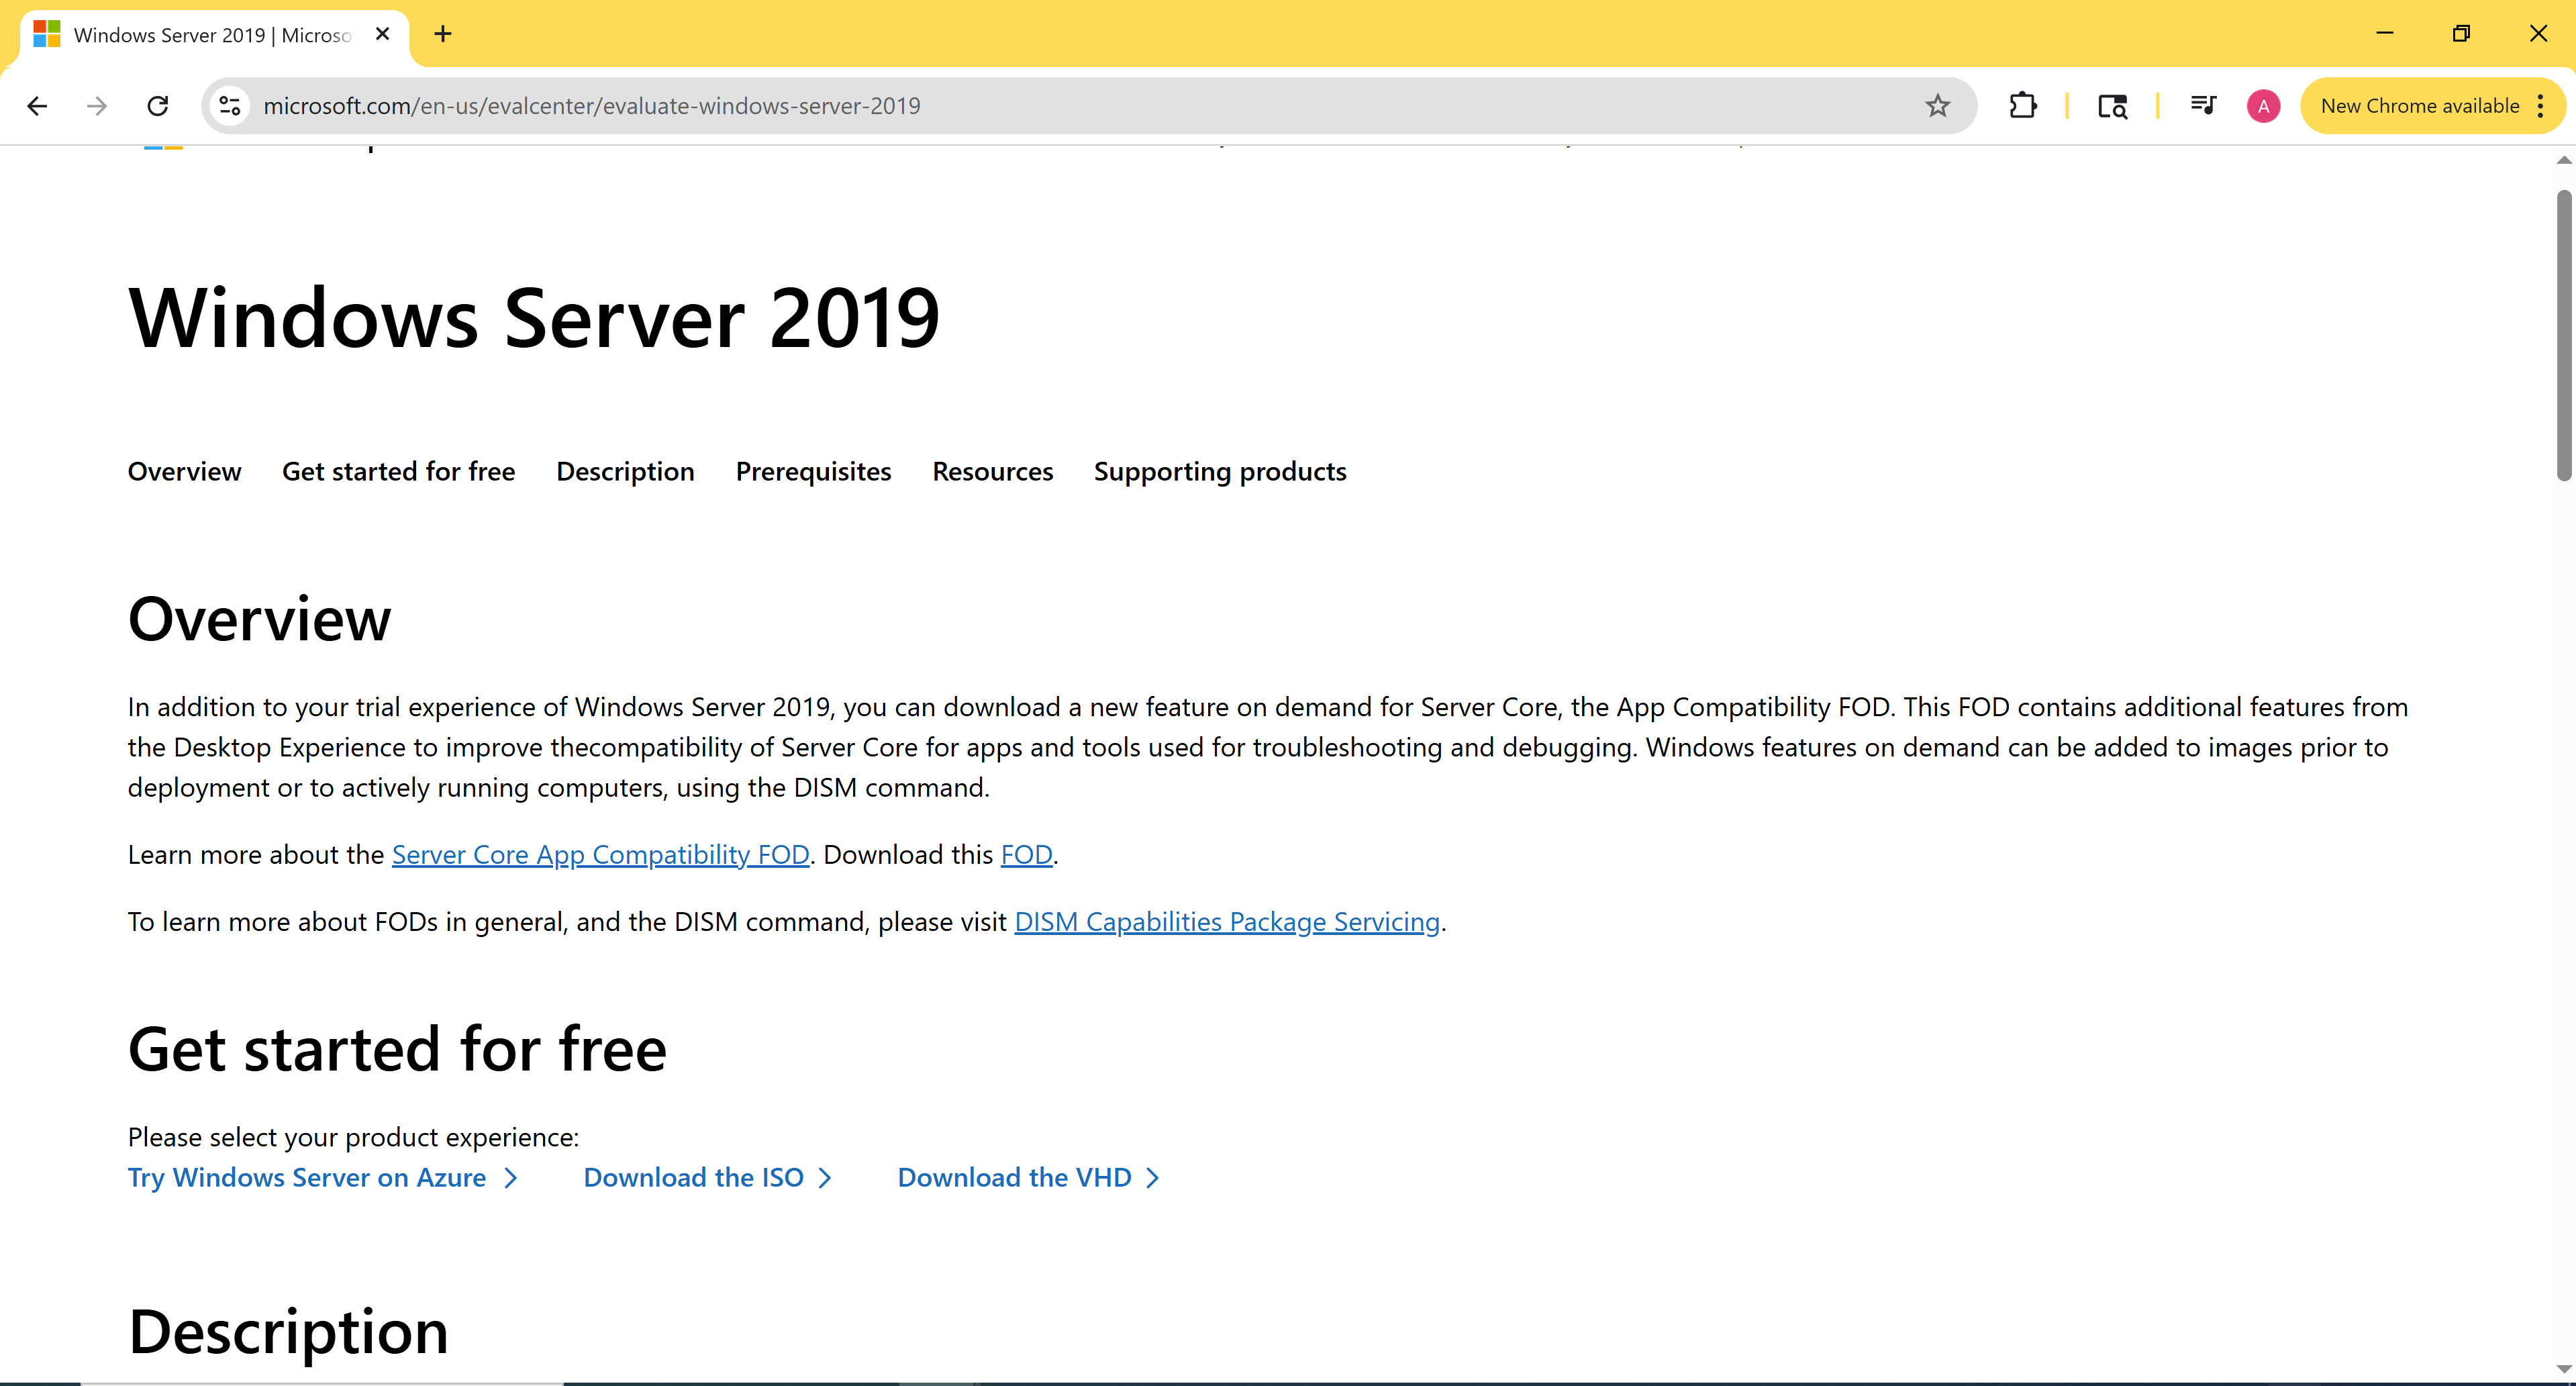 Windows Server 2019 | Microso
microsoft.com/en-us/evalcenter/evaluate-windows-server-2019
A
New Chrome available
Windows Server 2019
Overview Get started for free Description Prerequisites Resources Supporting products
Overview
In addition to your trial experience of Windows Server 2019, you can download a new feature on demand for Server Core, the App Compatibility FOD. This FOD contains additional features from
the Desktop Experience to improve thecompatibility of Server Core for apps and tools used for troubleshooting and debugging. Windows features on demand can be added to images prior to
deployment or to actively running computers, using the DISM command.
Learn more about the Server Core App Compatibility FOD. Download this FOD.
To learn more about FODs in general, and the DISM command, please visit DISM Capabilities Package Servicing.
Get started for free
Please select your product experience:
Try Windows Server on Azure Download the ISO Download the VHD
Description